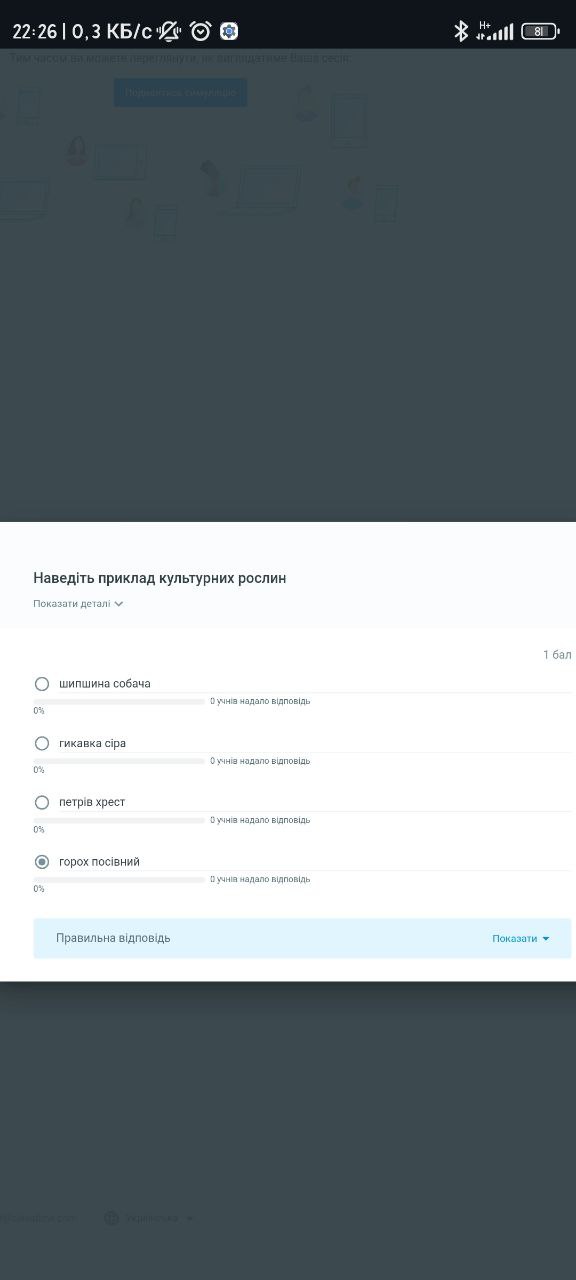 22:26 | 0,3 КБ/с
H+
81
Тим часом ви можете переглянути, як виглядатиме Ваша сесія:
Подивитись симуляцію
Наведіть приклад культурних рослин
Показати деталі
1 бал
шипшина собача
0 учнів надало відповідь
0%
гикавка сіра
0 учнів надало відповідь
0%
петрів хрест
0 учнів надало відповідь
0%
горох посівний
0 учнів надало відповідь
0%
Правильна відповідь
Показати
Українська